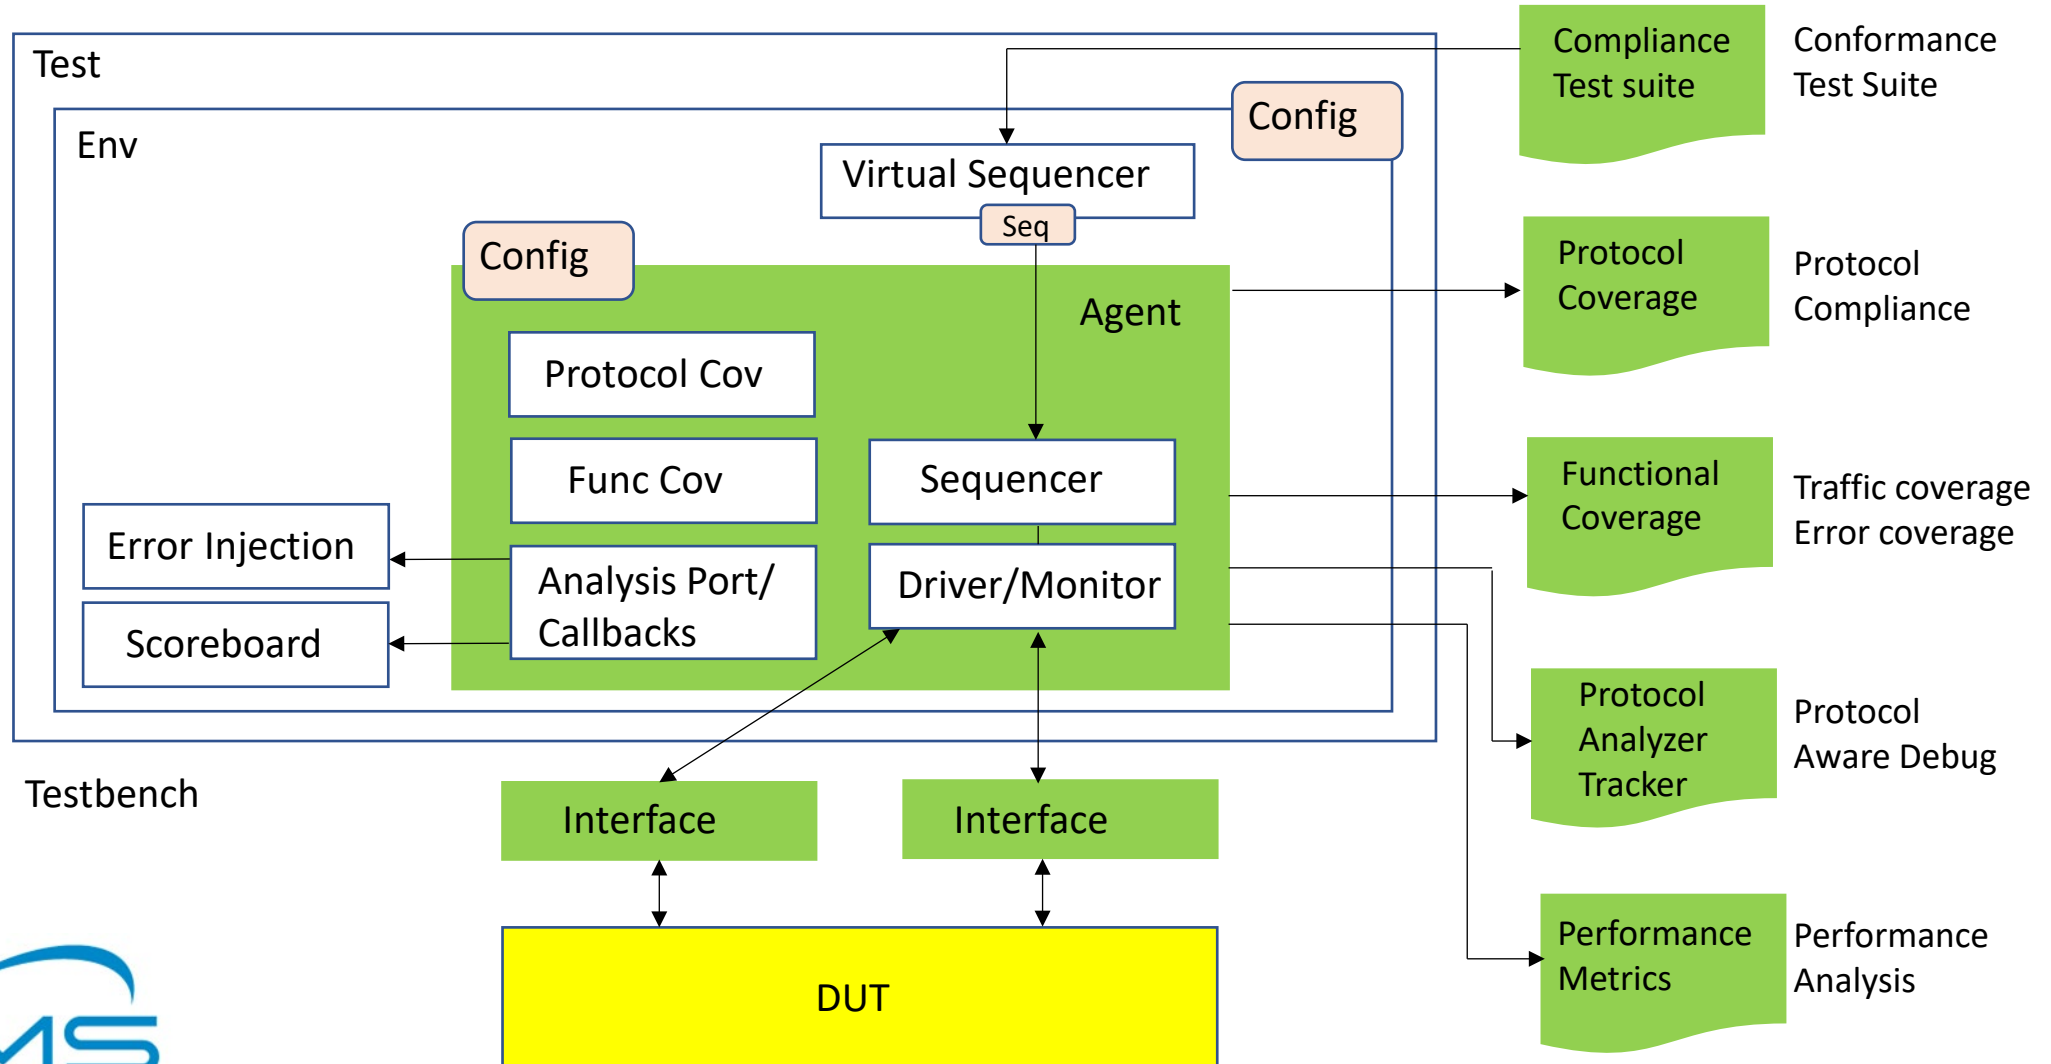 Test
Env
Config
Virtual Sequencer
Seq
Config
Agent
Protocol Cov
Func Cov
Sequencer
Error Injection
Analysis Port/
Callbacks
Driver/Monitor
Scoreboard
Testbench
Interface
Interface
DUT
Compliance
Test suite
Conformance
Test Suite
Protocol
Coverage
Protocol
Compliance
Functional
Coverage
Traffic coverage
Error coverage
Protocol
Analyzer
Tracker
Protocol
Aware Debug
Performance
Metrics
Performance
Analysis